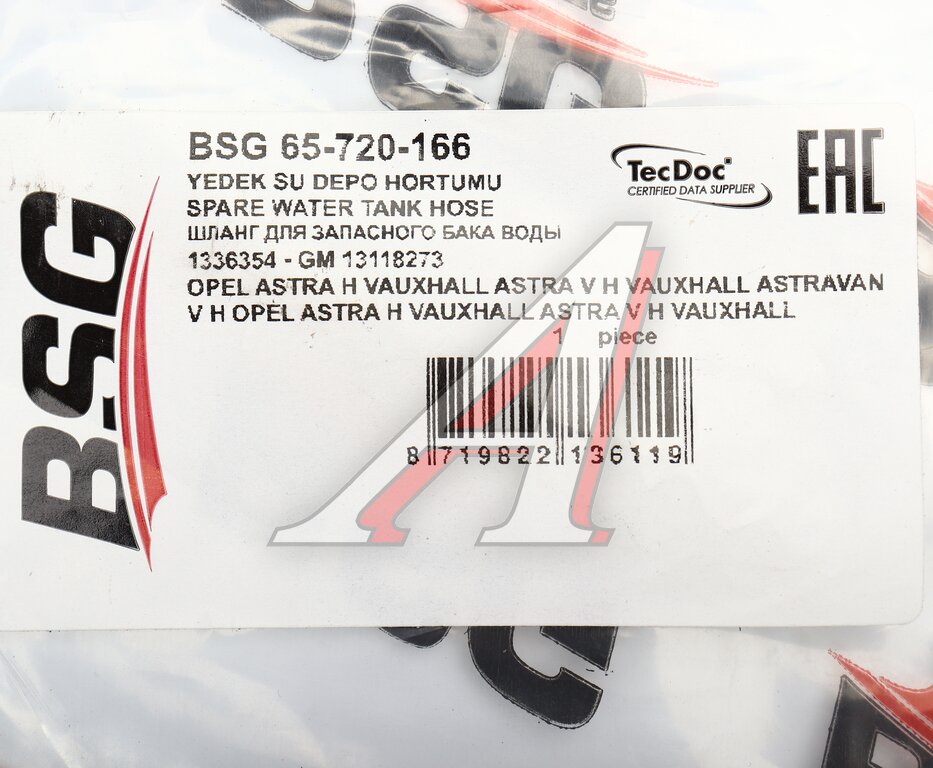 BSG 65-720-166
YEDEK SU DEPO HORTUMU
SPARE WATER TANK HOSE
ШЛАНГ ДЛЯ ЗАПАСНОГО БАКА ВОДЫ
1336354 - GM 13118273
OPEL ASTRA H VAUXHALL ASTRA V H VAUXHALL ASTRAVAN
V H OPEL ASTRA H VAUXHALL ASTRA V H VAUXHALL
1 piece
8 719822 136119
TecDoc
CERTIFIED DATA SUPPLIER
EAC
BSG